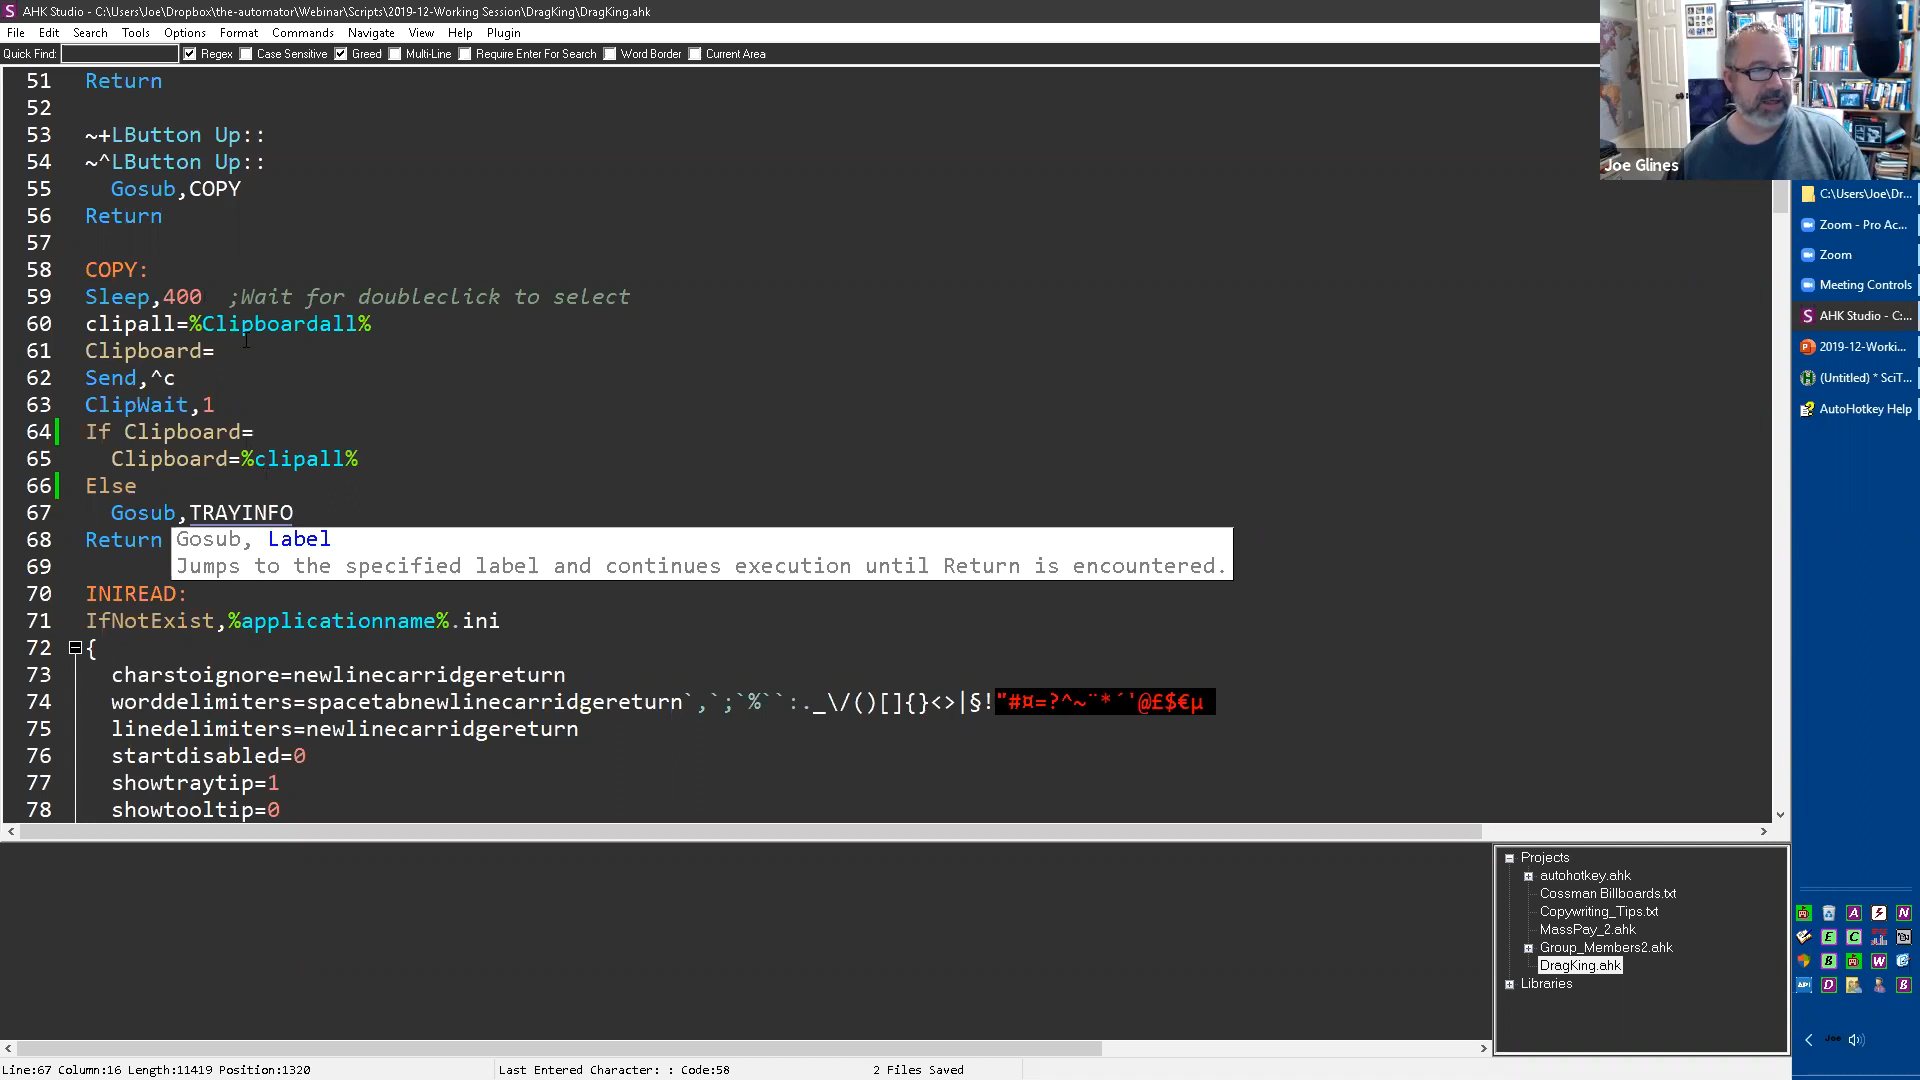 AHK Studio - C:\Users\Joe\Dropbox\the-automator\Webinar\Scripts\2019-12-Working Session\DragKing\DragKing.ahk
File Edit Search Tools Options Format Commands Navigate View Help Plugin
Quick Find: Regex Case Sensitive Greed Multi-Line Require Enter For Search Word Border Current Area
51 Return
52
53 ~+LButton Up::
54 ~^LButton Up::
55 Gosub,COPY
56 Return
57
58 COPY:
59 Sleep,400 ;Wait for doubleclick to select
60 clipall=%Clipboardall%
61 Clipboard=
62 Send,^c
63 ClipWait,1
64 If Clipboard=
65 Clipboard=%clipall%
66 Else
67 Gosub,TRAYINFO
68 Return
Gosub, Label
Jumps to the specified label and continues execution until Return is encountered.
69
70 INIREAD:
71 IfNotExist,%applicationname%.ini
72 {
73 charstoignore=newlinecarridgereturn
74 worddelimiters=spacetabnewlinecarridgereturn`,`;`%``:._\/()[]{}<>|§!"#¤=?^~¨*´'@£$€µ
75 linedelimiters=newlinecarridgereturn
76 startdisabled=0
77 showtraytip=1
78 showtooltip=0
Joe Glines
C:\Users\Joe\Dr...
Zoom - Pro Ac...
Zoom
Meeting Controls
AHK Studio - C:...
2019-12-Worki...
(Untitled) * SciT...
AutoHotkey Help
Projects
autohotkey.ahk
Cossman Billboards.txt
Copywriting_Tips.txt
MassPay_2.ahk
Group_Members2.ahk
DragKing.ahk
Libraries
A N
E C
B W
API D B
Joe
Line:67 Column:16 Length:11419 Position:1320 Last Entered Character: : Code:58 2 Files Saved